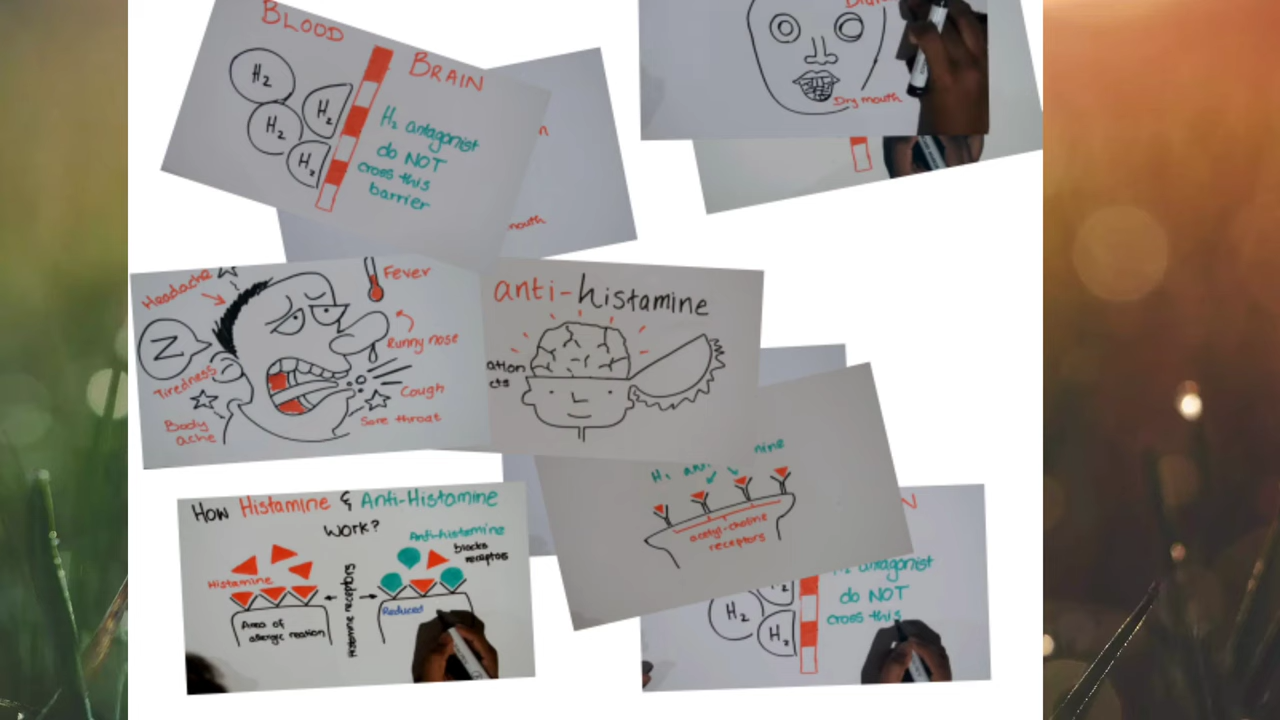 BLOOD
BRAIN
H₂
H₂
H₂
H₂
H₂ antagonist
do NOT
cross this
barrier
Dry mouth
mouth
Headache
Fever
Runny nose
Z
Tiredness
Cough
Body
ache
Sore throat
anti-histamine
H₁
acetyl-choline
receptors
How Histamine & Anti-Histamine
WORK?
Histamine
Area of
allergic reation
Histamine receptors
Anti-histamine
blocks
receptors
Reduced
N
H₂ antagonist
do NOT
cross this
H₂
H₂